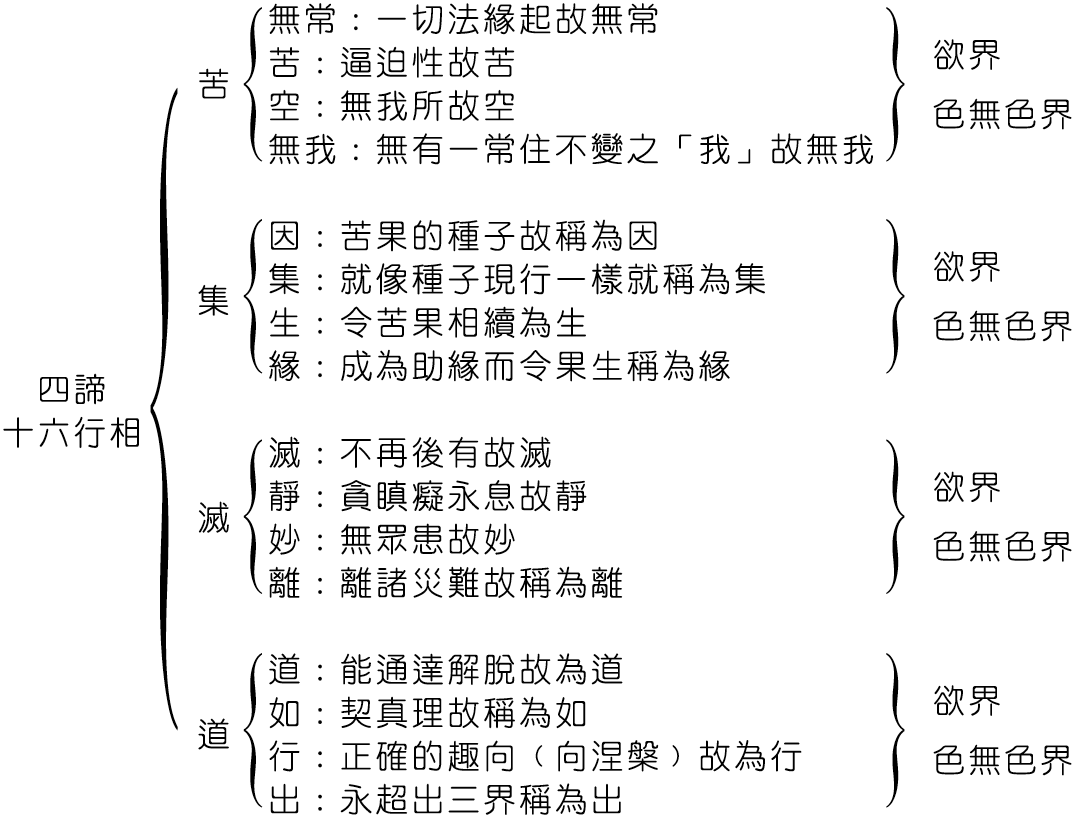 四諦
十六行相
苦
無常：一切法緣起故無常
苦：逼迫性故苦
空：無我所故空
無我：無有一常住不變之「我」故無我
欲界
色無色界
集
因：苦果的種子故稱為因
集：就像種子現行一樣就稱為集
生：令苦果相續為生
緣：成為助緣而令果生稱為緣
欲界
色無色界
滅
滅：不再後有故滅
靜：貪瞋癡永息故靜
妙：無眾患故妙
離：離諸災難故稱為離
欲界
色無色界
道
道：能通達解脫故為道
如：契真理故稱為如
行：正確的趣向（向涅槃）故為行
出：永超出三界稱為出
欲界
色無色界